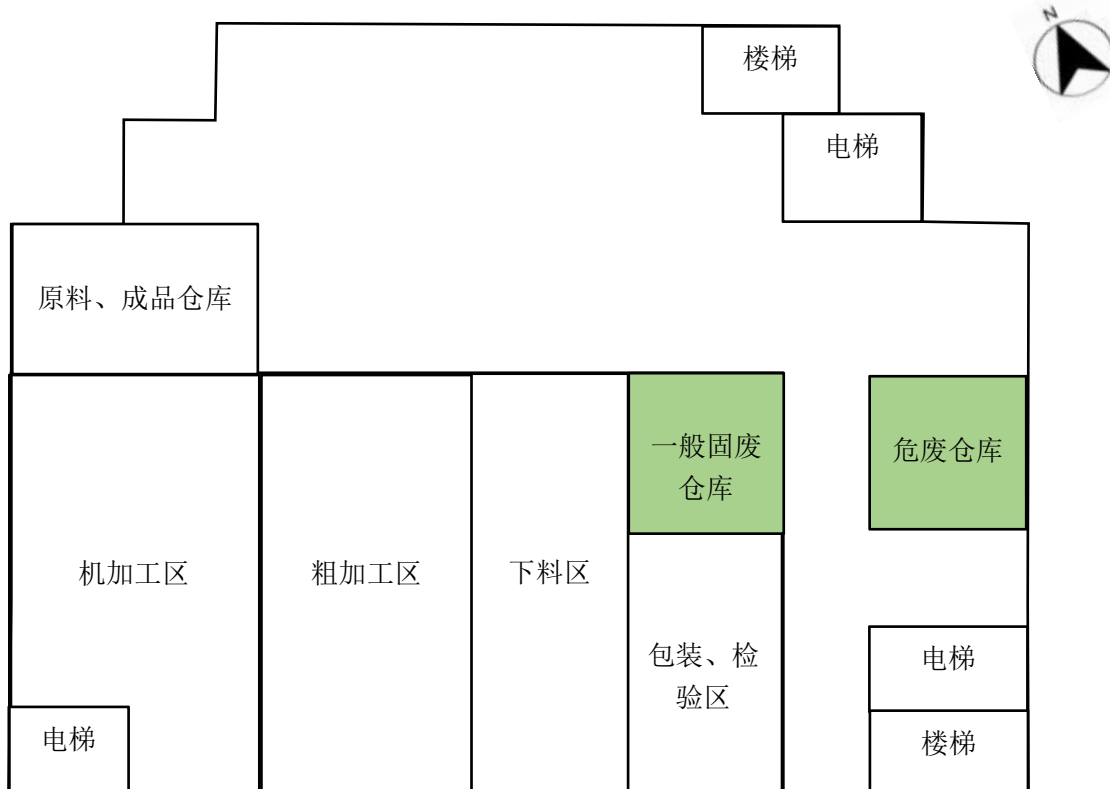 N
楼梯
电梯
原料、成品仓库
一般固废
仓库
危废仓库
机加工区
粗加工区
下料区
包装、检
验区
电梯
电梯
楼梯